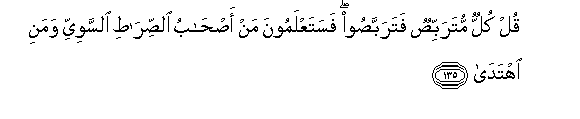 قُلْ كُلٌّ مُّتَرَبِّصٌ فَتَرَبَّصُوا۟ ۖ فَسَتَعْلَمُونَ مَنْ أَصْحَـٰبُ ٱلصِّرَٰطِ ٱلسَّوِىِّ وَمَنِ
ٱهْتَدَىٰ ﴿١٣٥﴾